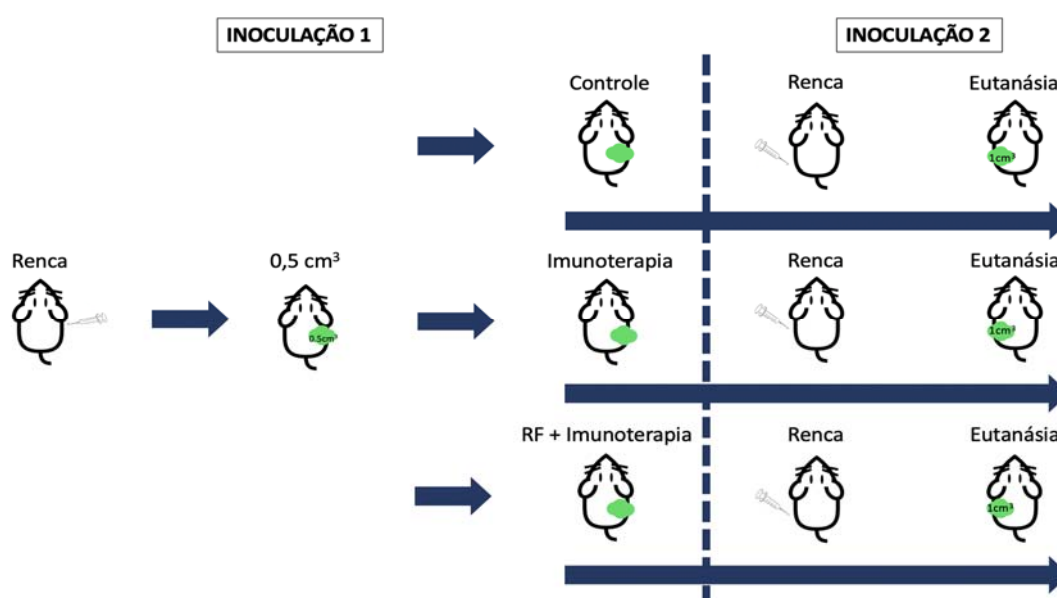 INOCULAÇÃO 1
INOCULAÇÃO 2
Controle
Renca
Eutanásia
1cm³
Renca
0,5 cm³
0.5cm³
Imunoterapia
Renca
Eutanásia
1cm³
RF + Imunoterapia
Renca
Eutanásia
1cm³